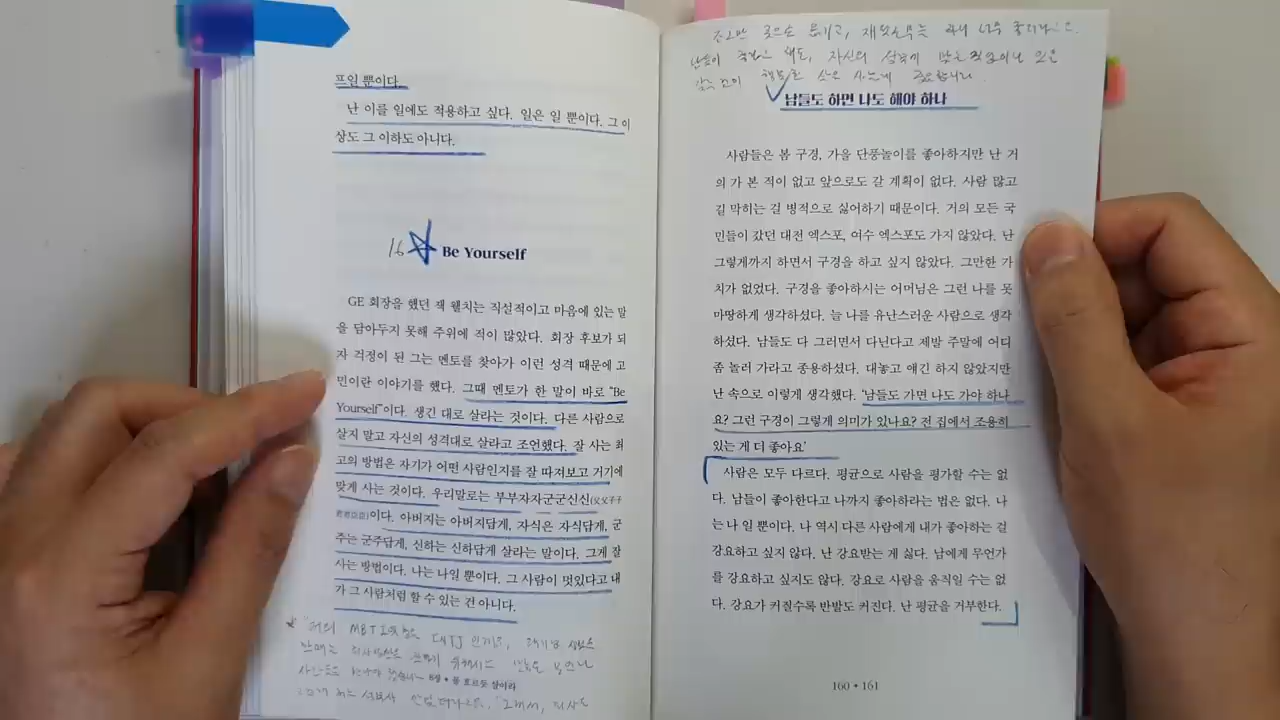 프일 뿐이다.
난 이를 일에도 적용하고 싶다. 일은 일 뿐이다. 그 이
상도 그 이하도 아니다.
16
Be Yourself
GE 회장을 했던 잭 웰치는 직설적이고 마음에 있는 말
을 담아두지 못해 주위에 적이 많았다. 회장 후보가 되
자 걱정이 된 그는 멘토를 찾아가 이런 성격 때문에 고
민이란 이야기를 했다. 그때 멘토가 한 말이 바로 “Be
Yourself”이다. 생긴 대로 살라는 것이다. 다른 사람으로
살지 말고 자신의 성격대로 살라고 조언했다. 잘 사는 최
고의 방법은 자기가 어떤 사람인지를 잘 따져보고 거기에
맞게 사는 것이다. 우리말로는 부부자자군군신신(父父子子
君君臣臣)이다. 아버지는 아버지답게, 자식은 자식답게, 군
주는 군주답게, 신하는 신하답게 살라는 말이다. 그게 잘
사는 방법이다. 나는 나일 뿐이다. 그 사람이 멋있다고 내
가 그 사람처럼 할 수 있는 건 아니다.
MBTI
물 흐르듯 살아라
남들도 하면 나도 해야 하나
사람들은 봄 구경, 가을 단풍놀이를 좋아하지만 난 거
의 가 본 적이 없고 앞으로도 갈 계획이 없다. 사람 많고
길 막히는 걸 병적으로 싫어하기 때문이다. 거의 모든 국
민들이 갔던 대전 엑스포, 여수 엑스포도 가지 않았다. 난
그렇게까지 하면서 구경을 하고 싶지 않았다. 그만한 가
치가 없었다. 구경을 좋아하시는 어머님은 그런 나를 못
마땅하게 생각하셨다. 늘 나를 유난스러운 사람으로 생각
하셨다. 남들도 다 그러면서 다닌다고 제발 주말에 어디
좀 놀러 가라고 종용하셨다. 대놓고 얘긴 하지 않았지만
난 속으로 이렇게 생각했다. ‘남들도 가면 나도 가야 하나
요? 그런 구경이 그렇게 의미가 있나요? 전 집에서 조용히
있는 게 더 좋아요’
사람은 모두 다르다. 평균으로 사람을 평가할 수는 없
다. 남들이 좋아한다고 나까지 좋아하라는 법은 없다. 나
는 나 일 뿐이다. 나 역시 다른 사람에게 내가 좋아하는 걸
강요하고 싶지 않다. 난 강요받는 게 싫다. 남에게 무언가
를 강요하고 싶지도 않다. 강요로 사람을 움직일 수는 없
다. 강요가 커질수록 반발도 커진다. 난 평균을 거부한다.
160 • 161